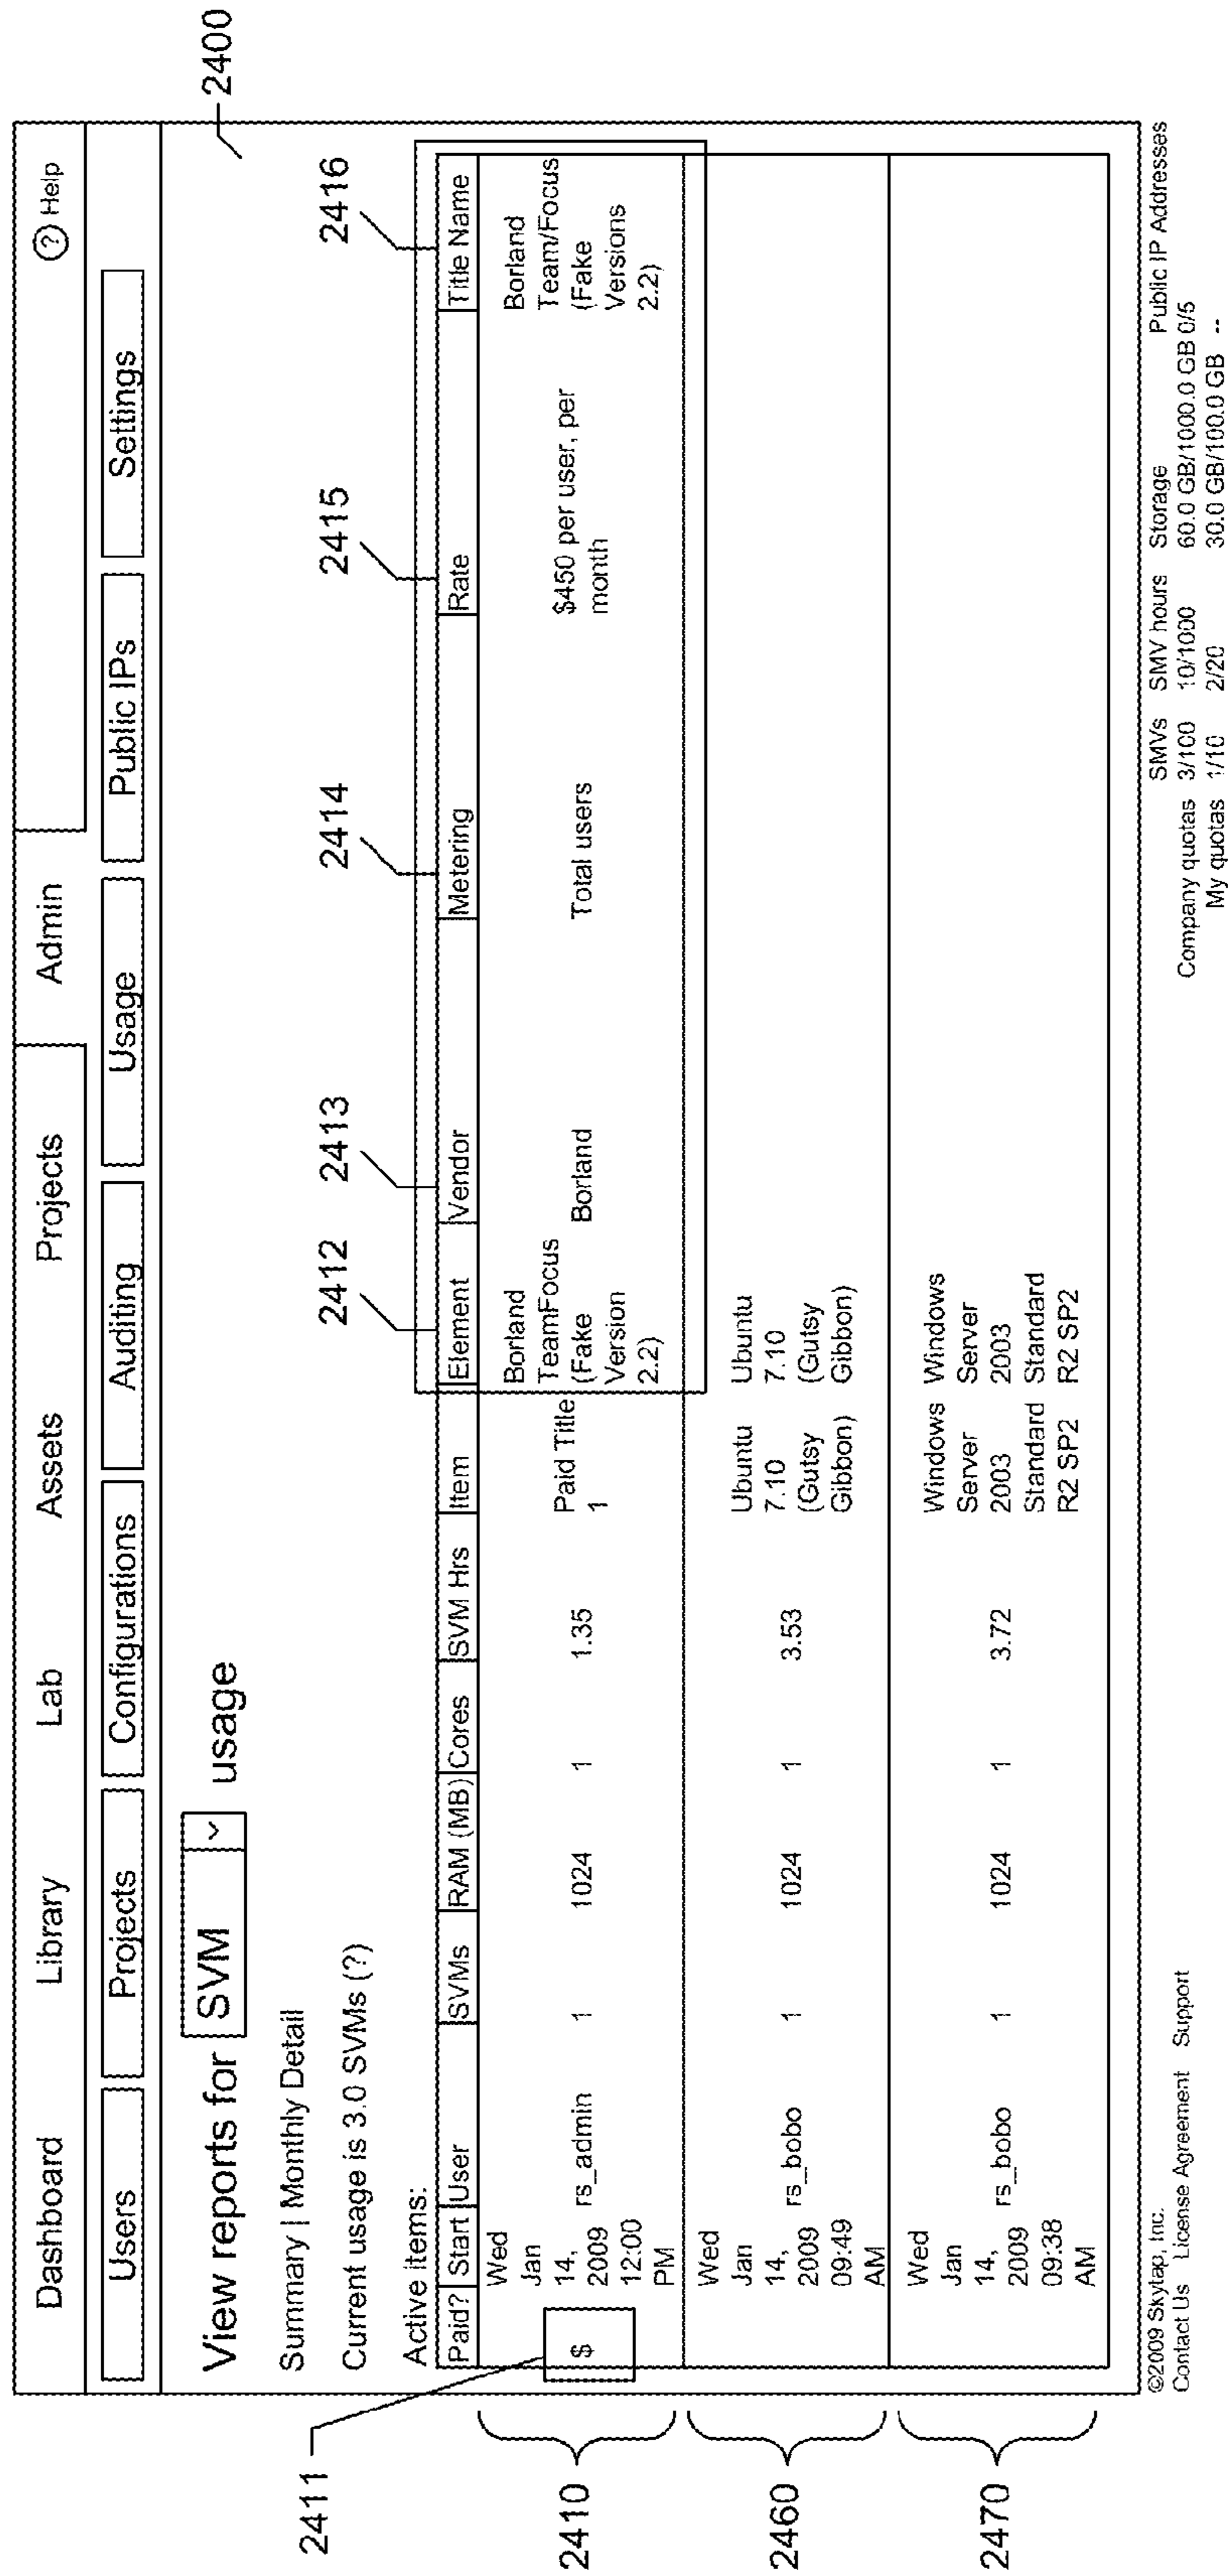 2400
Dashboard Library Lab Assets Projects Admin ? Help
Users Projects Configurations Auditing Usage Public IPs Settings
View reports for SVM usage
Summary | Monthly Detail
Current usage is 3.0 SVMs (?)
Active items:
2411 2412 2413 2414 2415 2416
Paid? Start User SVMs RAM (MB) Cores SVM Hrs Item Element Vendor Metering Rate Title Name
2410
$
Wed
Jan
14,
2009
12:00
PM
rs_admin
1
1024
1
1.35
Paid Title
1
Borland
TeamFocus
(Fake
Version
2.2)
Borland
Total users
$450 per user, per
month
Borland
Team/Focus
(Fake
Versions
2.2)
2460
Wed
Jan
14,
2009
09:49
AM
rs_bobo
1
1024
1
3.53
Ubuntu
7.10
(Gutsy
Gibbon)
Ubuntu
7.10
(Gutsy
Gibbon)
2470
Wed
Jan
14,
2009
09:38
AM
rs_bobo
1
1024
1
3.72
Windows
Server
2003
Standard
R2 SP2
Windows
Server
2003
Standard
R2 SP2
©2009 Skytap, Inc.
Contact Us License Agreement Support
SMVs SMV hours Storage Public IP Addresses
Company quotas 3/100 10/1000 60.0 GB/1000.0 GB 0/5
My quotas 1/10 2/20 30.0 GB/100.0 GB --